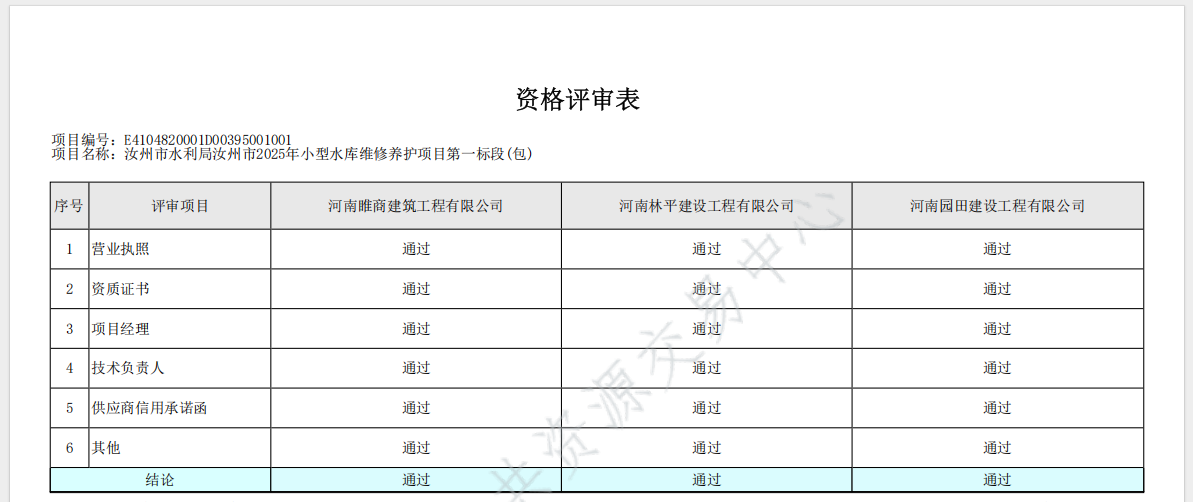 资格评审表
项目编号：E4104820001D00395001001
项目名称：汝州市水利局汝州市2025年小型水库维修养护项目第一标段(包)
序号 评审项目 河南睢商建筑工程有限公司 河南林平建设工程有限公司 河南园田建设工程有限公司
1 营业执照 通过 通过 通过
2 资质证书 通过 通过 通过
3 项目经理 通过 通过 通过
4 技术负责人 通过 通过 通过
5 供应商信用承诺函 通过 通过 通过
6 其他 通过 通过 通过
结论 通过 通过 通过
共资源交易中心